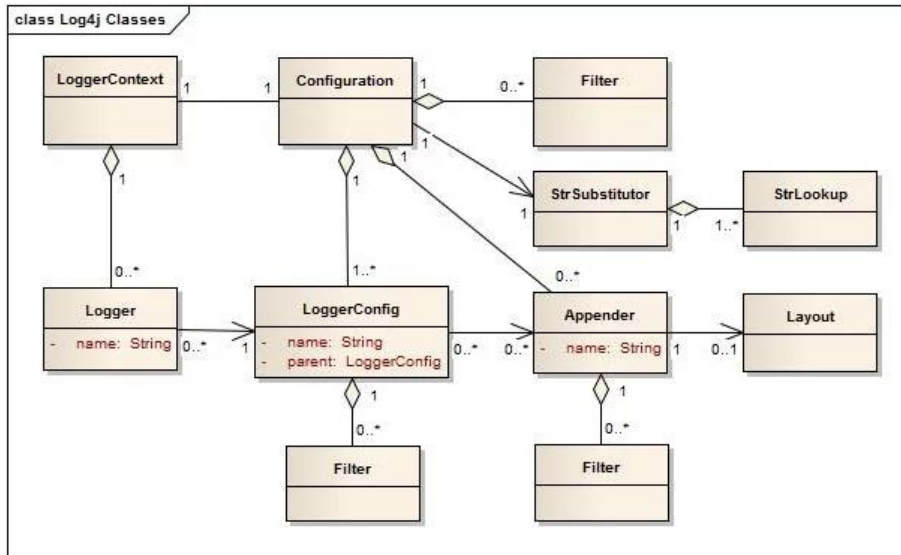 class Log4j Classes
LoggerContext
1
1
Configuration
1
0..*
Filter
1
1
1
1
1
StrSubstitutor
1
1..*
StrLookup
0..*
1..*
0..*
Logger
- name: String
0..*
1
LoggerConfig
- name: String
- parent: LoggerConfig
0..*
0..*
Appender
- name: String
1
0..1
Layout
1
0..*
1
0..*
Filter
Filter